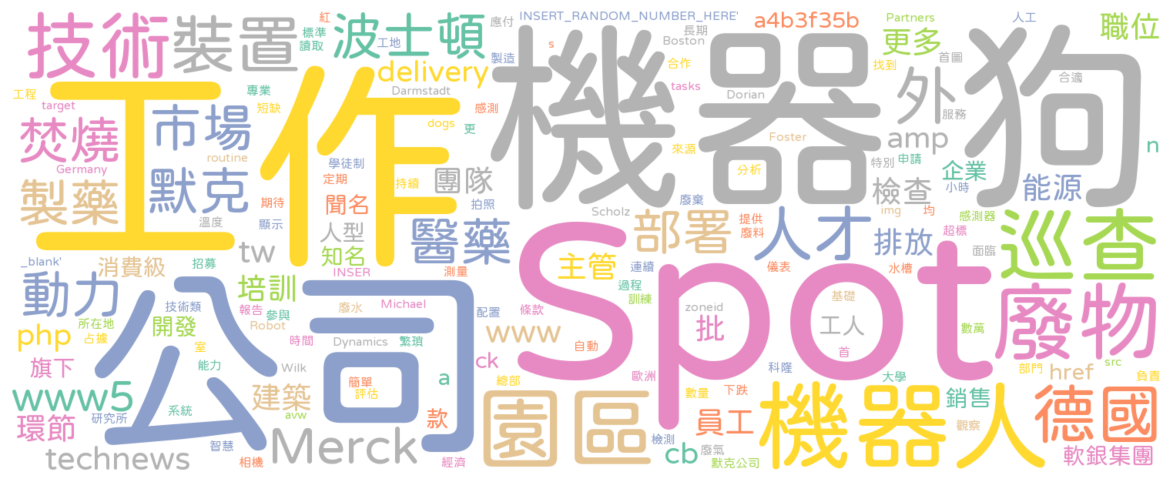 紅 標準 讀取 工地 波士頓 應付 INSERT_RANDOM_NUMBER_HERE' 長期 a4b3f35b Partners 人工 職位
技術 裝置 製造 s 合作 Boston 找到 更多 首圖 合適
工程 專業 delivery Darmstadt 感測 機器狗 tasks Dorian 外 服務
target 短缺 工作 dogs 更 來源 Foster amp n
焚燒 市場 routine 學徒制 分析 特別 申請 企業 小時
Germany 製藥 默克 定期 持續 團隊 檢查 能源
溫度 期待 聞名 拍照 廢棄 img 均
顯示 人型 醫藥 Scholz 部署 提供 廢料 人才 排放 感測器 超標 巡查
_blank' 消費級 招募 tw 知名 INSER 測量 Spot 主管 連續 儀表 水槽 面臨
動力 技術類 培訓 過程 訓練 廢物
所在地 報告 參與 廢水 Michael 配置 條款 zoneid 基礎
php 占據 開發 Robot 時間 Dynamics 繁瑣 www 批 工人 數萬
旗下 室 公司 Wilk 自動 首 src
能力 簡單 評估 ck 總部 歐洲 下跌 科隆 大學 部門 href 負責
www5 研究所 建築 avw a 款 園區 數量 員工 機器人 銷售 德國
環節 系統 智慧 Merck 檢測 廢氣 觀察
technews 相機 經濟 cb 默克公司 軟銀集團